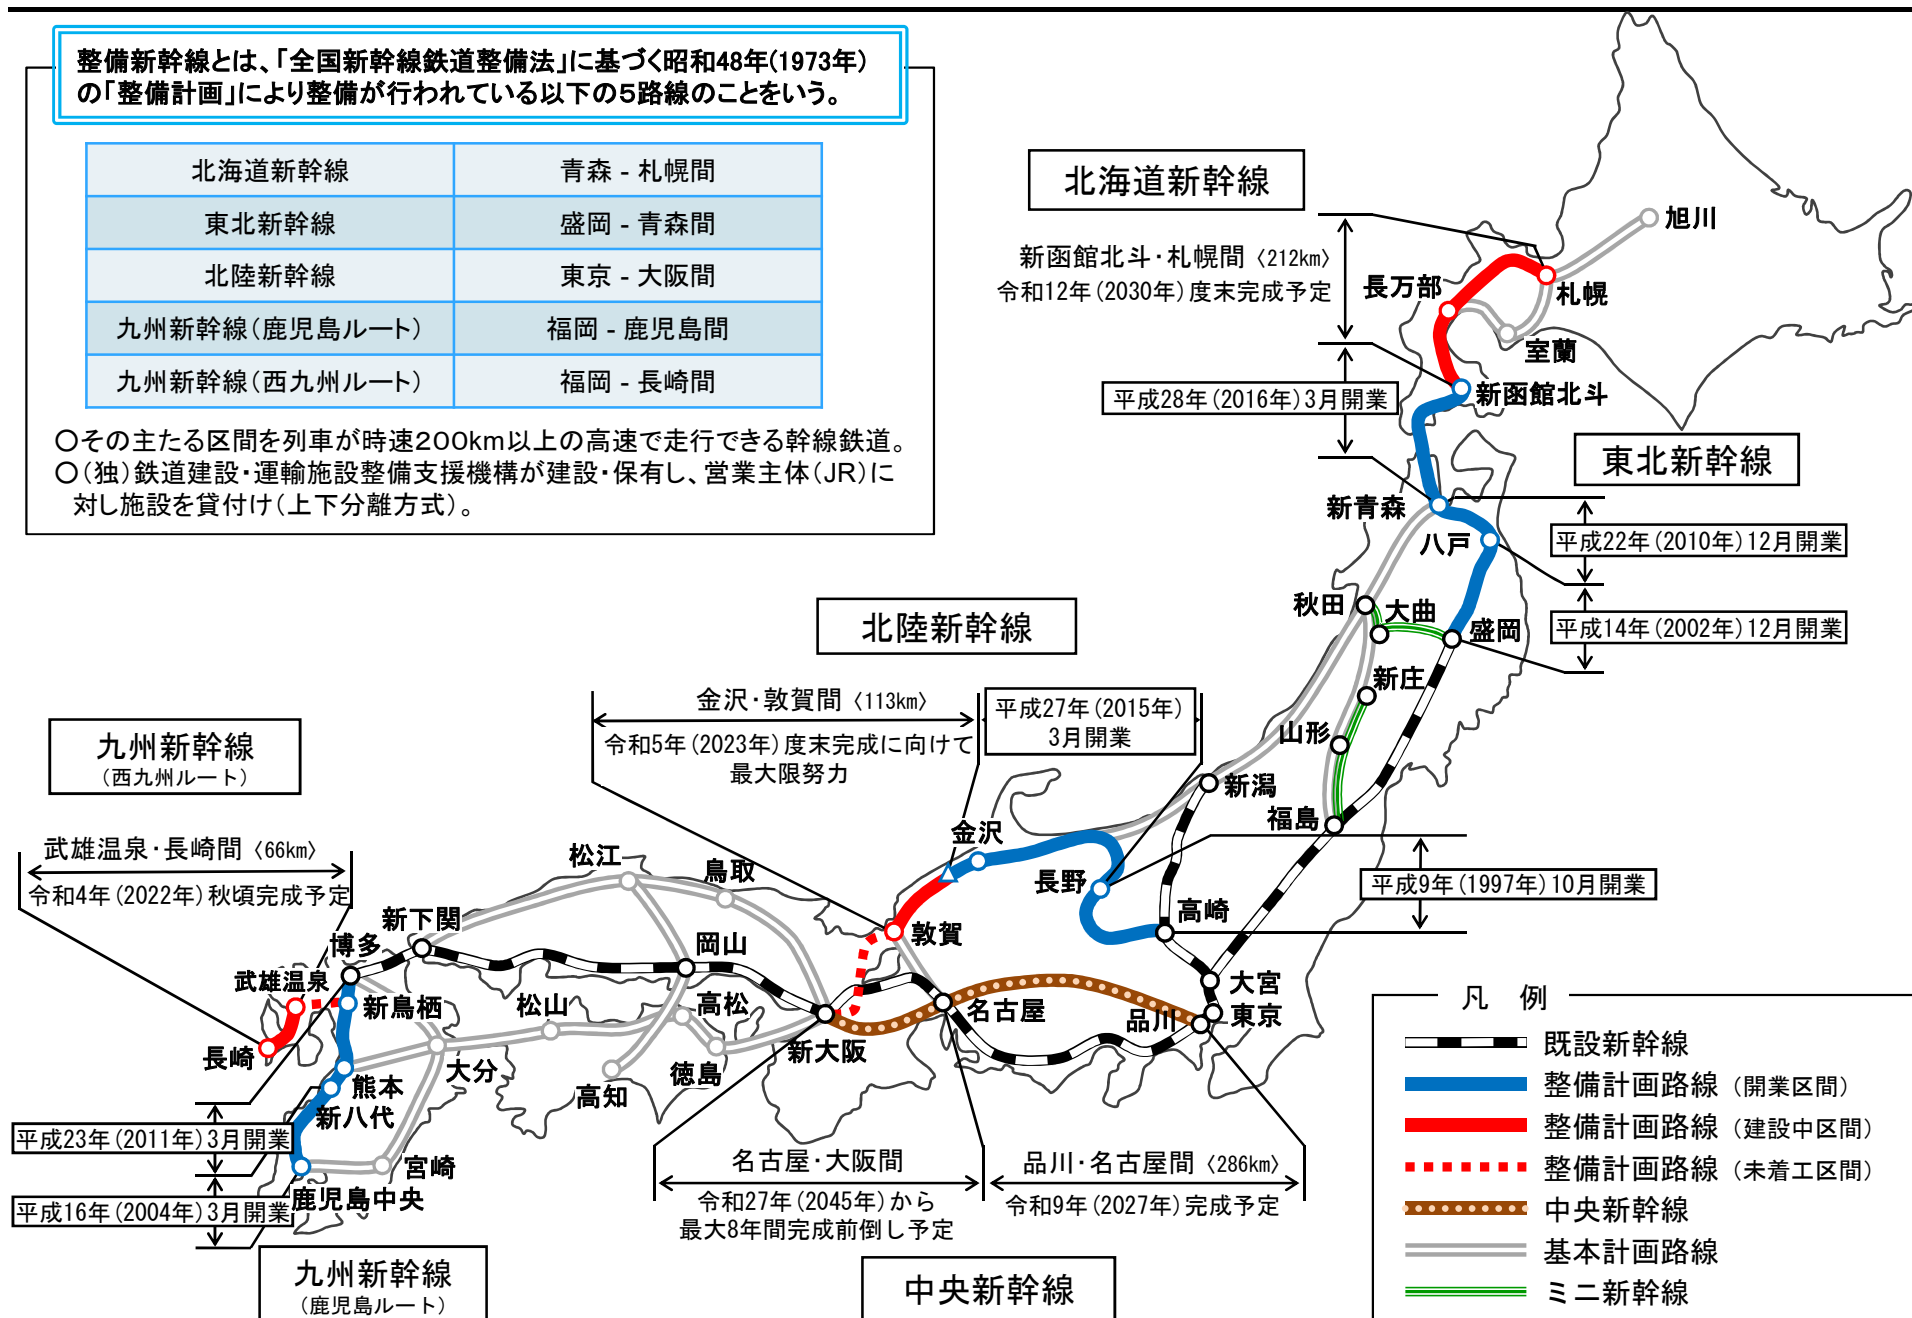 整備新幹線とは、「全国新幹線鉄道整備法」に基づく昭和48年(1973年)
の「整備計画」により整備が行われている以下の5路線のことをいう。
北海道新幹線 青森 - 札幌間
東北新幹線 盛岡 - 青森間
北陸新幹線 東京 - 大阪間
九州新幹線(鹿児島ルート) 福岡 - 鹿児島間
九州新幹線(西九州ルート) 福岡 - 長崎間
○その主たる区間を列車が時速200km以上の高速で走行できる幹線鉄道。
○(独)鉄道建設・運輸施設整備支援機構が建設・保有し、営業主体(JR)に
対し施設を貸付け(上下分離方式)。
北海道新幹線
新函館北斗・札幌間〈212km〉
令和12年(2030年)度末完成予定
旭川
長万部
札幌
室蘭
平成28年(2016年)3月開業
新函館北斗
東北新幹線
新青森
八戸
平成22年(2010年)12月開業
秋田
大曲
盛岡
平成14年(2002年)12月開業
新庄
山形
福島
新潟
北陸新幹線
金沢・敦賀間〈113km〉
令和5年(2023年)度末完成に向けて
最大限努力
平成27年(2015年)
3月開業
金沢
長野
高崎
平成9年(1997年)10月開業
敦賀
大宮
東京
品川
名古屋
新大阪
九州新幹線
(西九州ルート)
武雄温泉・長崎間〈66km〉
令和4年(2022年)秋頃完成予定
松江
鳥取
新下関
岡山
博多
武雄温泉
新鳥栖
松山
高松
長崎
大分
徳島
高知
熊本
新八代
平成23年(2011年)3月開業
宮崎
鹿児島中央
平成16年(2004年)3月開業
九州新幹線
(鹿児島ルート)
名古屋・大阪間
令和27年(2045年)から
最大8年間完成前倒し予定
品川・名古屋間〈286km〉
令和9年(2027年)完成予定
中央新幹線
凡 例
既設新幹線
整備計画路線(開業区間)
整備計画路線(建設中区間)
整備計画路線(未着工区間)
中央新幹線
基本計画路線
ミニ新幹線